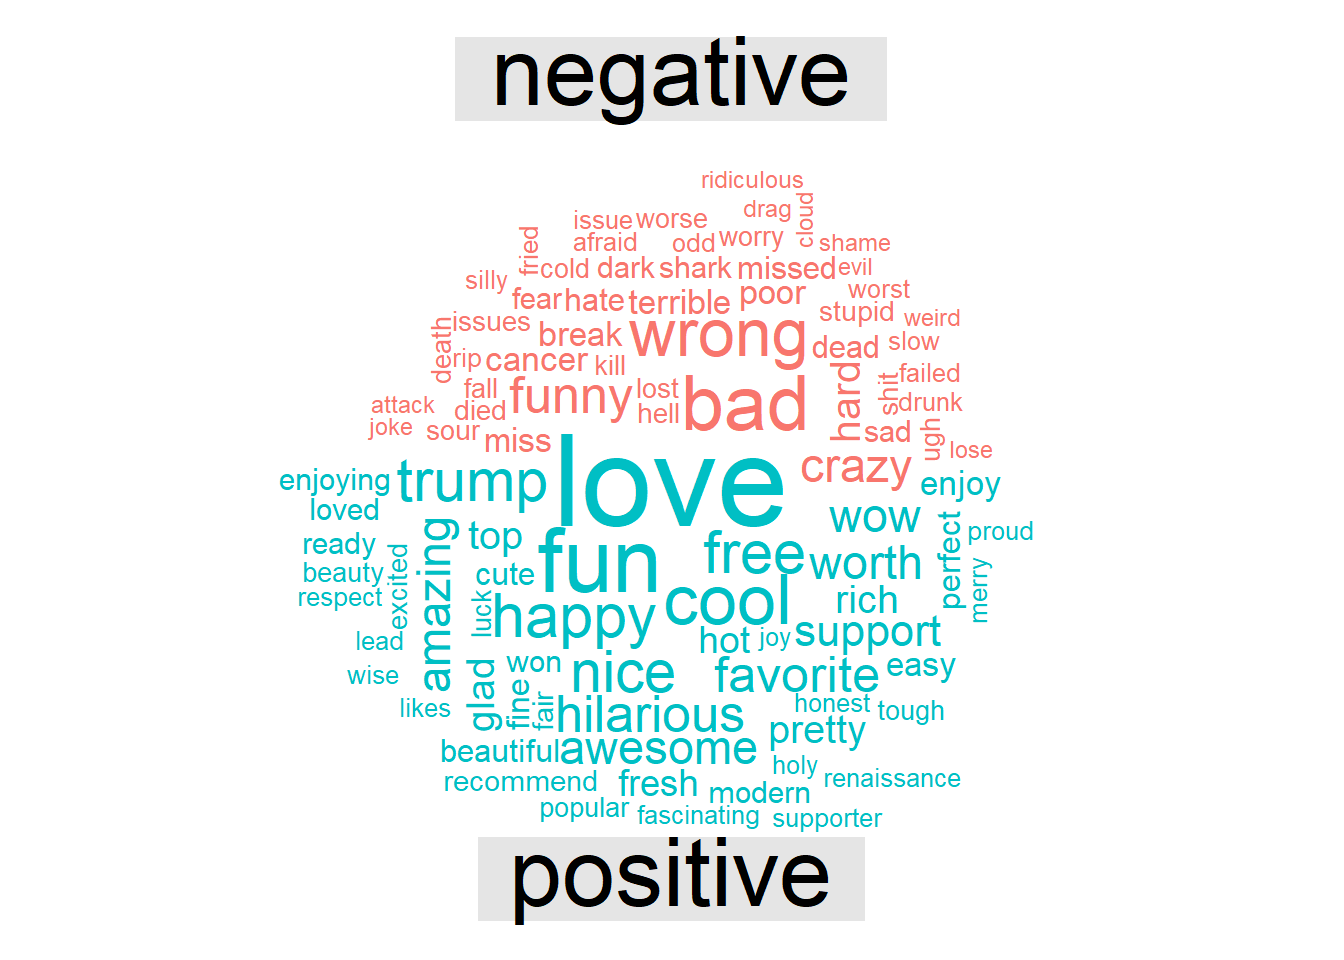 negative
ridiculous
drag
cloud
issue worse
afraid odd worry shame
fried
cold dark shark missed evil
silly
fear hate terrible poor worst
issues break wrong stupid weird
death
rip cancer kill dead slow
fall funny lost bad hard shit failed
attack died hell drunk
joke sour miss sad ugh lose
crazy
love
enjoying trump enjoy
loved wow
ready amazing top fun free worth perfect proud
beauty excited cute
respect luck happy cool rich merry
lead hot joy support
wise won nice favorite easy
likes glad fine fair hilarious honest tough
beautiful awesome pretty
recommend fresh holy renaissance
modern
popular fascinating supporter
positive